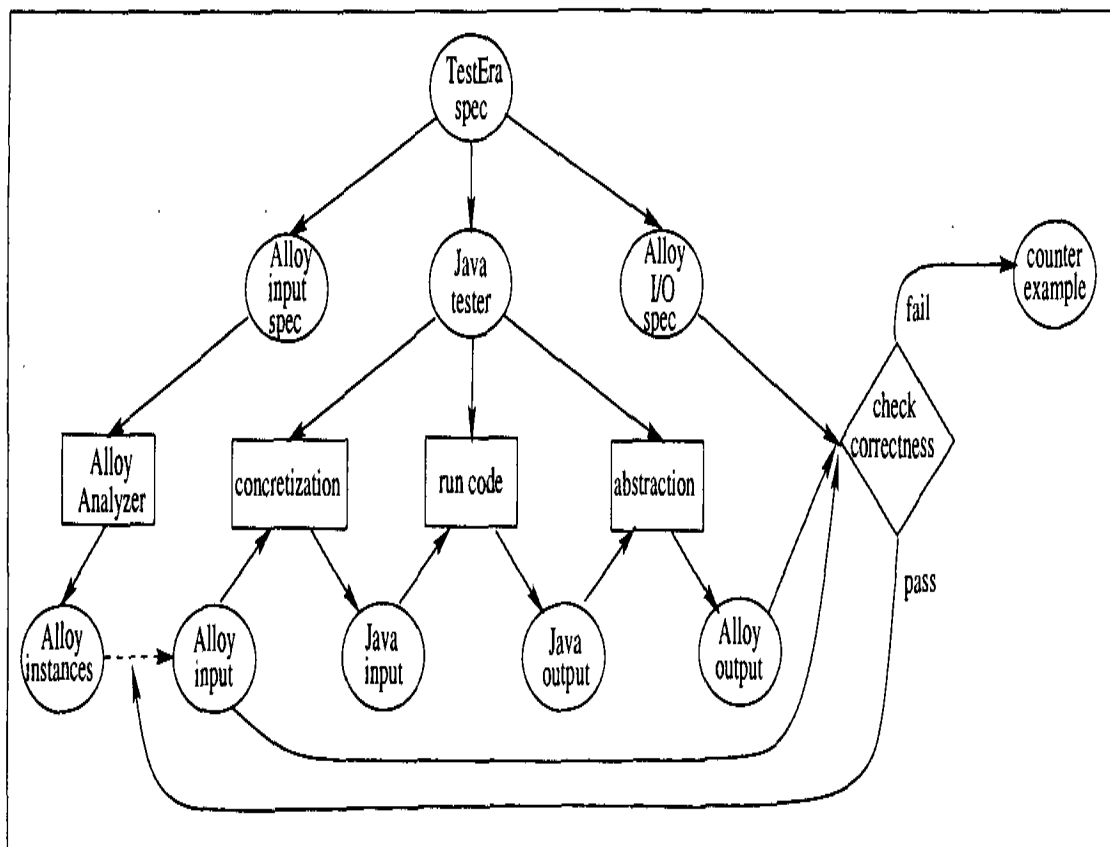 TestEra
spec
Alloy
input
spec
Java
tester
Alloy
I/O
spec
counter
example
fail
check
correctness
Alloy
Analyzer
concretization
run code
abstraction
pass
Alloy
instances
Alloy
input
Java
input
Java
output
Alloy
output